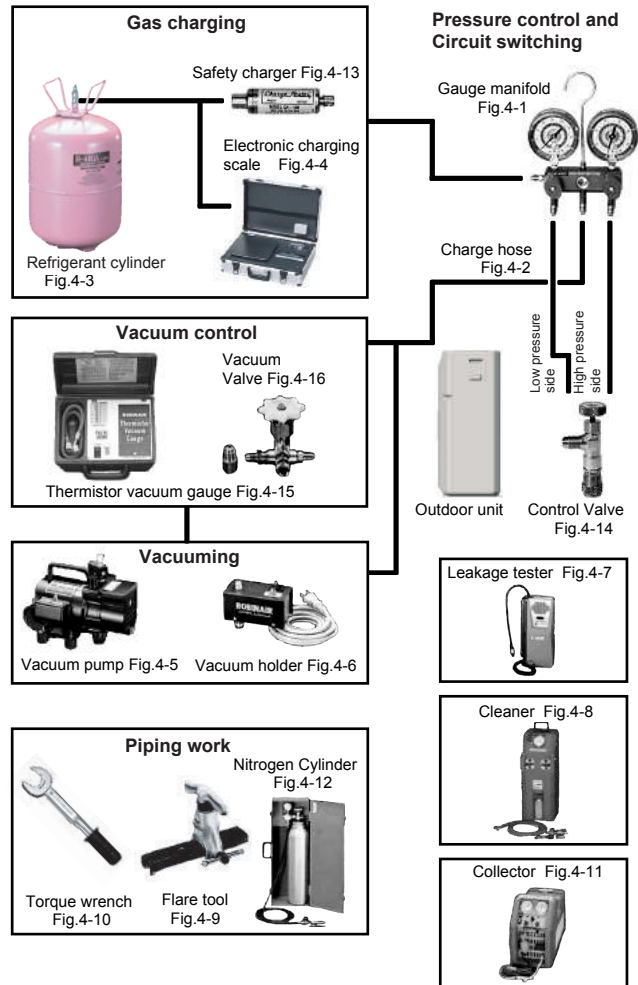 Gas charging
Safety charger Fig.4-13
Electronic charging
scale Fig.4-4
Refrigerant cylinder
Fig.4-3
Pressure control and
Circuit switching
Gauge manifold
Fig.4-1
Charge hose
Fig.4-2
Low pressure
side
High pressure
side
Outdoor unit
Control Valve
Fig.4-14
Vacuum control
Vacuum
Valve Fig.4-16
Thermistor vacuum gauge Fig.4-15
Thermistor
Vacuum
Gauge
Vacuuming
ROBINAIR
Vacuum pump Fig.4-5
Vacuum holder Fig.4-6
Leakage tester Fig.4-7
Cleaner Fig.4-8
Collector Fig.4-11
Piping work
Nitrogen Cylinder
Fig.4-12
Torque wrench
Fig.4-10
Flare tool
Fig.4-9